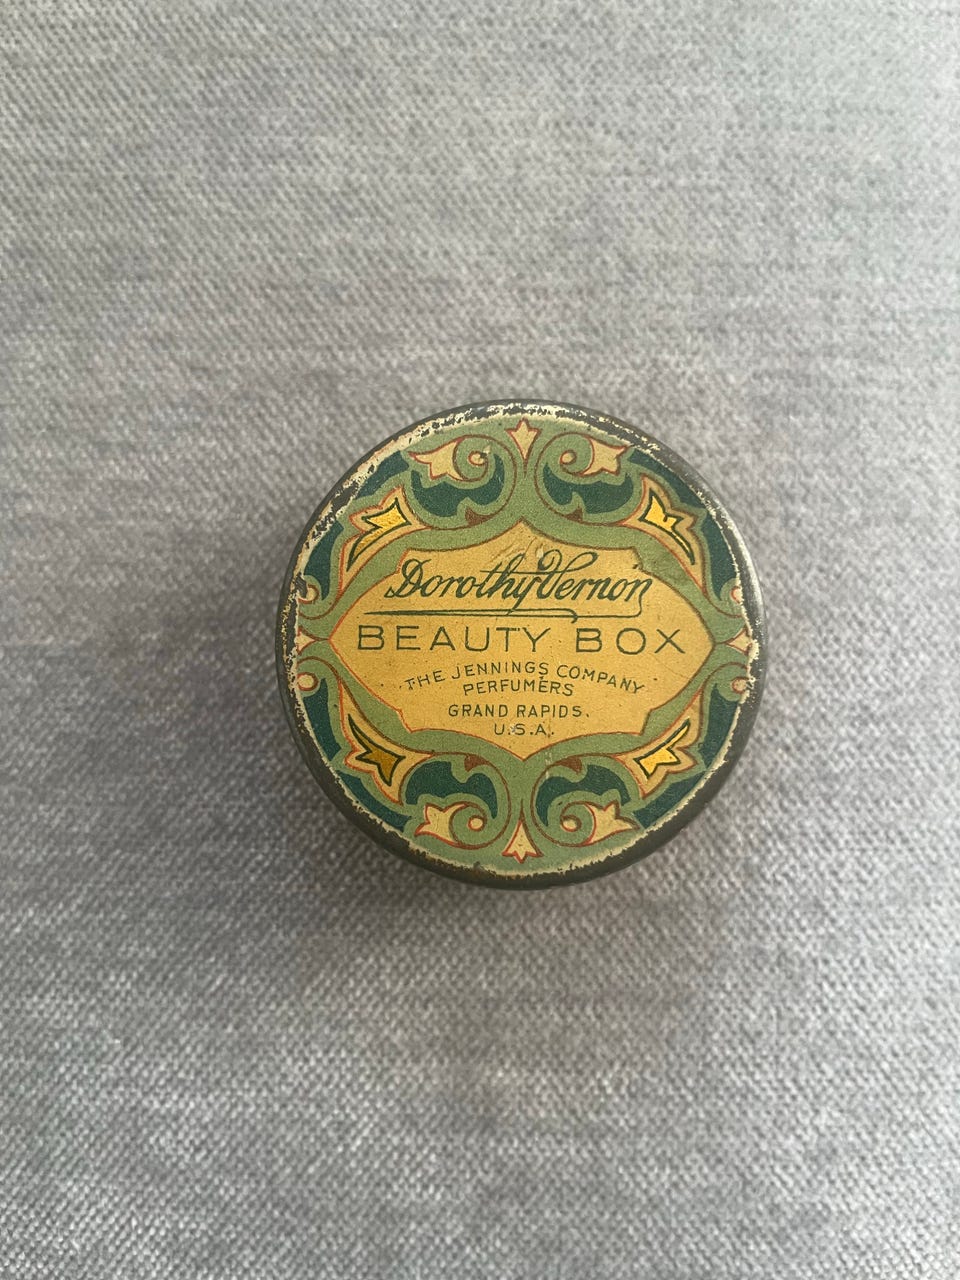 Dorothy Vernon
BEAUTY BOX
THE JENNINGS COMPANY
PERFUMERS
GRAND RAPIDS.
U.S.A.